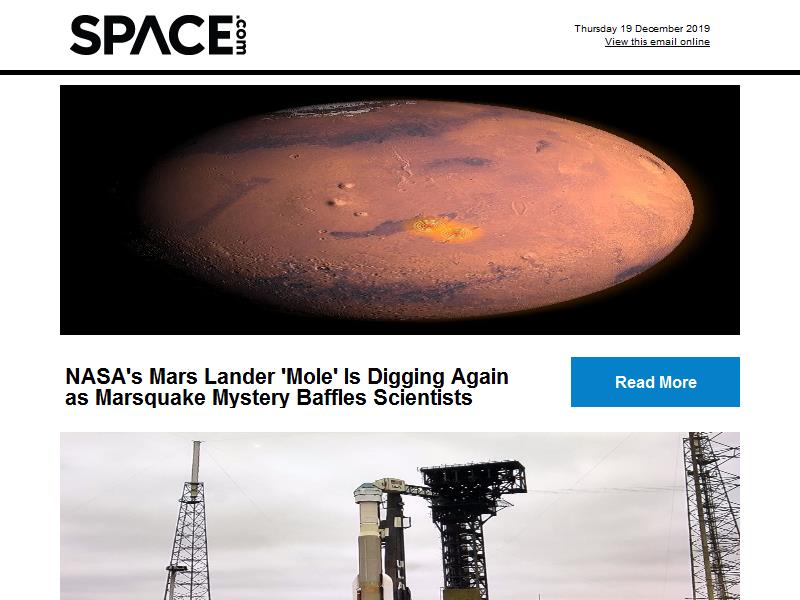 SPACE.com
Thursday 19 December 2019
View this email online
NASA's Mars Lander 'Mole' Is Digging Again
as Marsquake Mystery Baffles Scientists
Read More
ULA